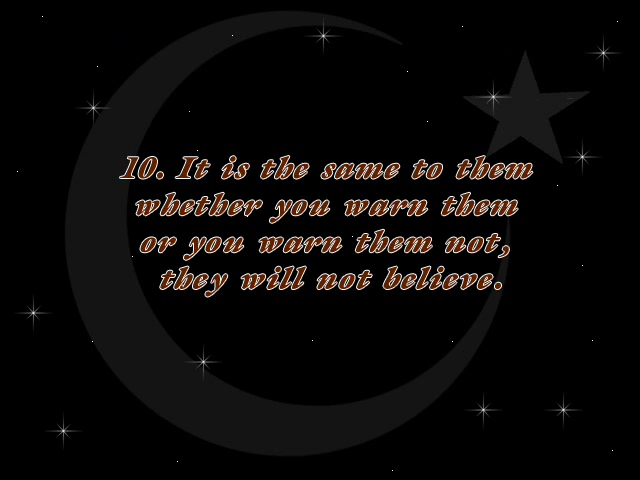 10. It is the same to them
whether you warn them
or you warn them not,
they will not believe.